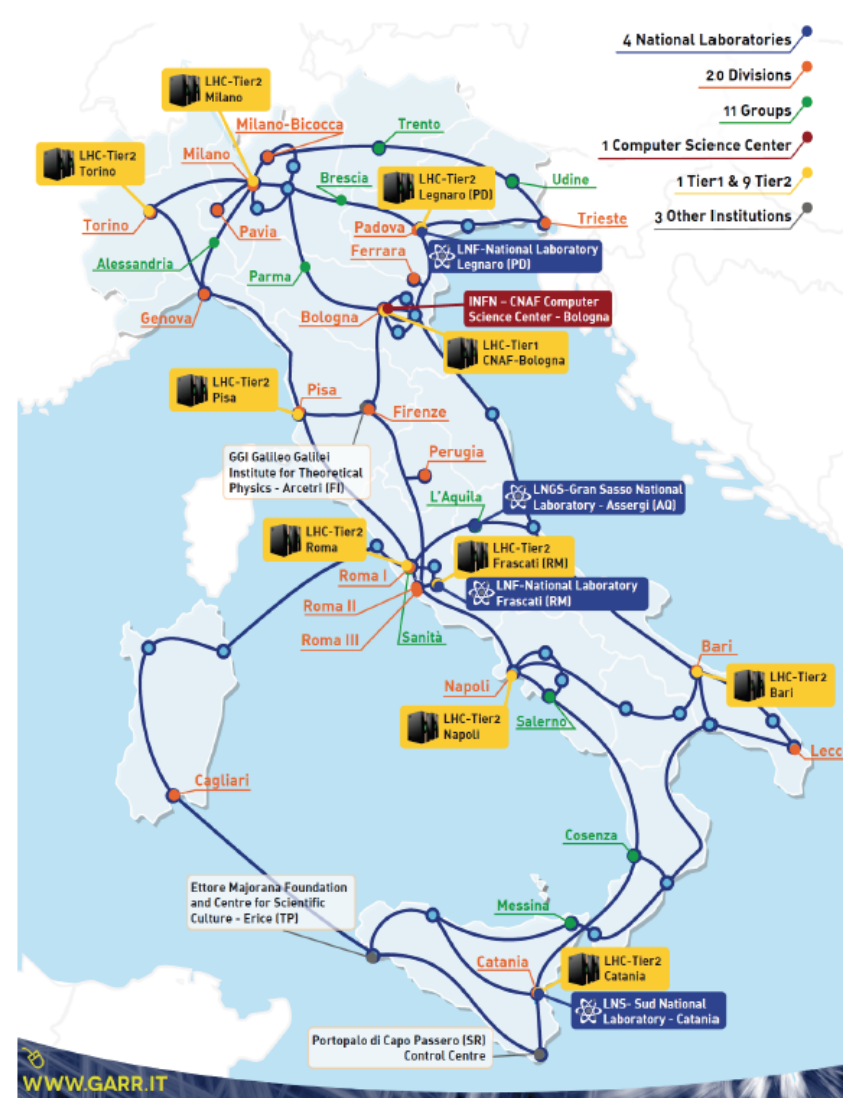 4 National Laboratories
20 Divisions
11 Groups
1 Computer Science Center
1 Tier1 & 9 Tier2
3 Other Institutions
LHC-Tier2
Milano
Milano-Bicocca
Trento
Milano
LHC-Tier2
Torino
Brescia
LHC-Tier2
Legnaro (PD)
Udine
Torino
Pavia
Padova
Trieste
Ferrara
LNF-National Laboratory
Legnaro (PD)
Alessandria
Parma
Genova
Bologna
INFN - CNAF Computer
Science Center - Bologna
LHC-Tier1
CNAF-Bologna
LHC-Tier2
Pisa
Pisa
Firenze
GGI Galileo Galilei
Institute for Theoretical
Physics - Arcetri (FI)
Perugia
L'Aquila
LNGS-Gran Sasso National
Laboratory - Assergi (AQ)
LHC-Tier2
Roma
LHC-Tier2
Frascati (RM)
Roma I
LNF-National Laboratory
Frascati (RM)
Roma II
Roma III
Sanità
Bari
LHC-Tier2
Bari
Napoli
LHC-Tier2
Napoli
Salerno
Lecc
Cagliari
Cosenza
Ettore Majorana Foundation
and Centre for Scientific
Culture - Erice (TP)
Messina
Catania
LHC-Tier2
Catania
LNS- Sud National
Laboratory - Catania
Portopalo di Capo Passero (SR)
Control Centre
WWW.GARR.IT